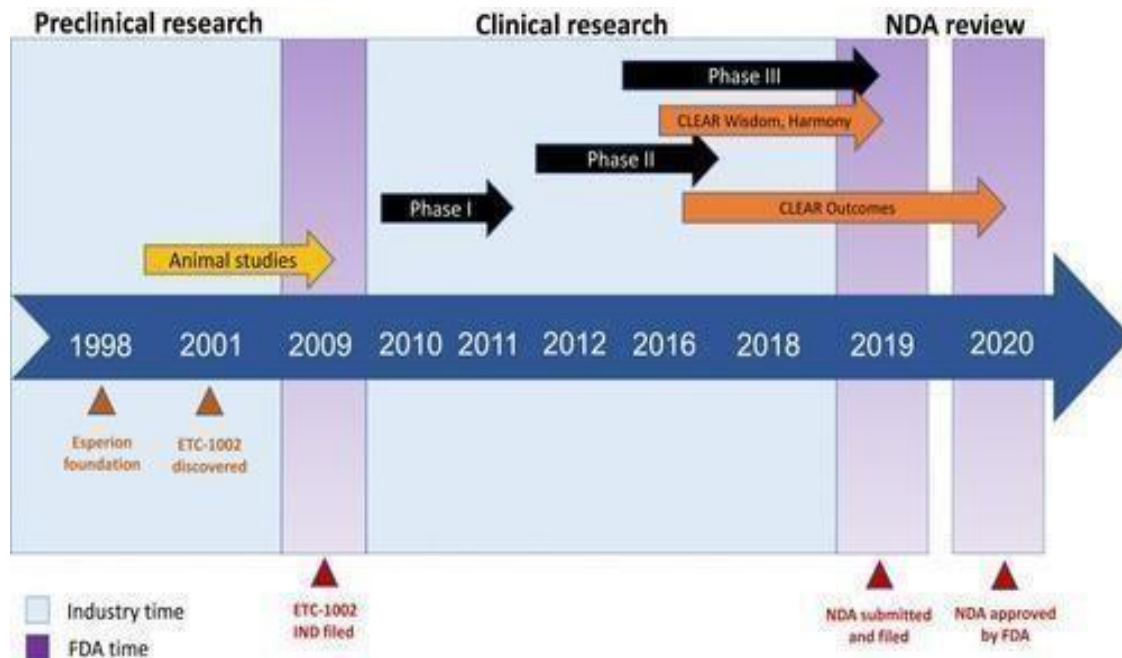 Preclinical research Clinical research NDA review
Phase III
CLEAR Wisdom, Harmony
Phase II
Phase I
CLEAR Outcomes
Animal studies
1998 2001 2009 2010 2011 2012 2016 2018 2019 2020
Esperion
foundation
ETC-1002
discovered
ETC-1002
IND filed
NDA submitted
and filed
NDA approved
by FDA
Industry time
FDA time